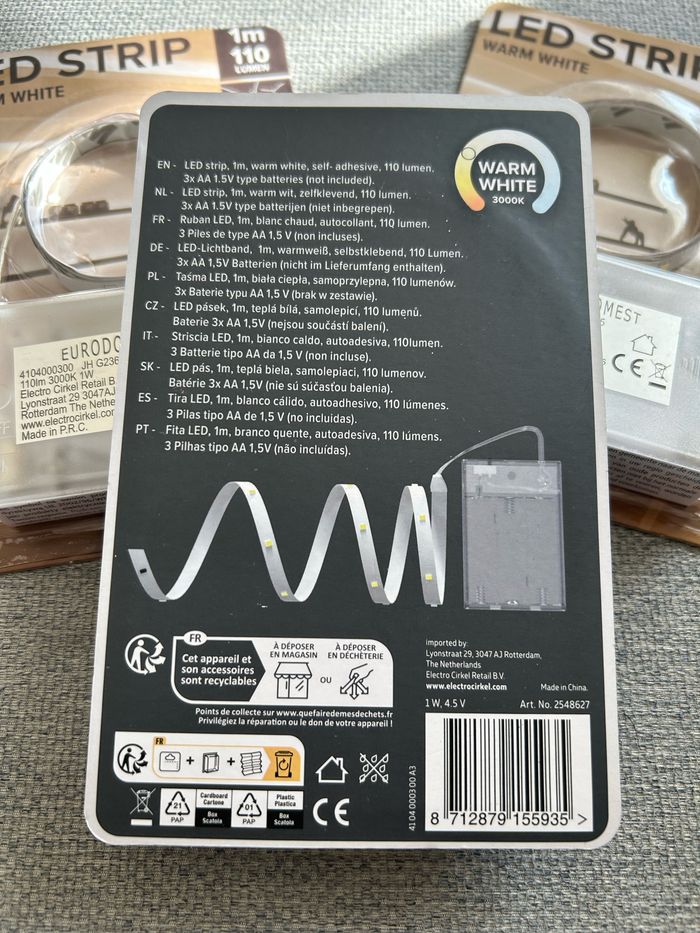 ED STRIP
M WHITE
1m
110
LUMEN
LED STRIP
WARM WHITE
WARM
WHITE
3000K
EN - LED strip, 1m, warm white, self- adhesive, 110 lumen.
3x AA 1.5V type batteries (not included).
NL - LED strip, 1m, warm wit, zelfklevend, 110 lumen.
3x AA 1.5V type batterijen (niet inbegrepen).
FR - Ruban LED, 1m, blanc chaud, autocollant, 110 lumen.
3 Piles de type AA 1,5 V (non incluses).
DE - LED-Lichtband, 1m, warmweiß, selbstklebend, 110 Lumen.
3x AA 1,5V Batterien (nicht im Lieferumfang enthalten).
PL - Taśma LED, 1m, biała ciepła, samoprzylepna, 110 lumenów.
3x Baterie typu AA 1,5 V (brak w zestawie).
CZ - LED pásek, 1m, teplá bílá, samolepicí, 110 lumenů.
Baterie 3x AA 1,5V (nejsou součástí balení).
IT - Striscia LED, 1m, bianco caldo, autoadesiva, 110lumen.
3 Batterie tipo AA da 1,5 V (non incluse).
SK - LED pás, 1m, teplá biela, samolepiaci, 110 lumenov.
Batérie 3x AA 1,5V (nie sú súčasťou balenia).
ES - Tira LED, 1m, blanco cálido, autoadhesivo, 110 lúmenes.
3 Pilas tipo AA de 1,5 V (no incluidas).
PT - Fita LED, 1m, branco quente, autoadesiva, 110 lúmens.
3 Pilhas tipo AA 1,5V (não incluídas).
EURODO
4104000300 JH G236
110lm 3000K 1W
Electro Cirkel Retail B
Lyonstraat 29 3047AJ
Rotterdam The Nethe
www.electrocirkel.com
Made in P.R.C.
OMEST
CE
FR
Cet appareil et
son accessoires
sont recyclables
À DÉPOSER
EN MAGASIN
OU
À DÉPOSER
EN DÉCHÈTERIE
Points de collecte sur www.quefairedemesdechets.fr
Privilégiez la réparation ou le don de votre appareil !
imported by:
Lyonstraat 29, 3047 AJ Rotterdam,
The Netherlands
Electro Cirkel Retail B.V.
www.electrocirkel.com
Made in China.
1 W, 4.5 V
Art. No. 2548627
FR
21
PAP
Cardboard
Cartone
Box
Scatola
01
PAP
Plastic
Plastica
Box
Scatola
CE
41 04 0003 00 A3
8 712879 155935 >